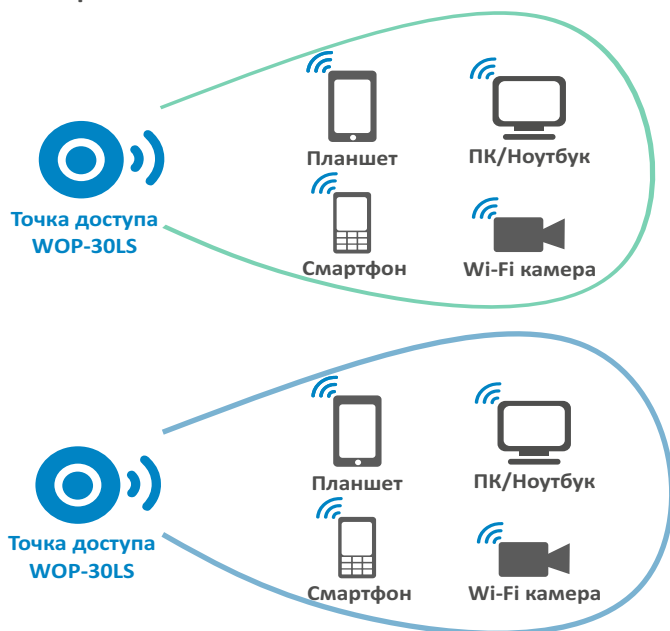 Планшет
ПК/Ноутбук
Точка доступа
WOP-30LS
Смартфон
Wi-Fi камера
Планшет
ПК/Ноутбук
Точка доступа
WOP-30LS
Смартфон
Wi-Fi камера